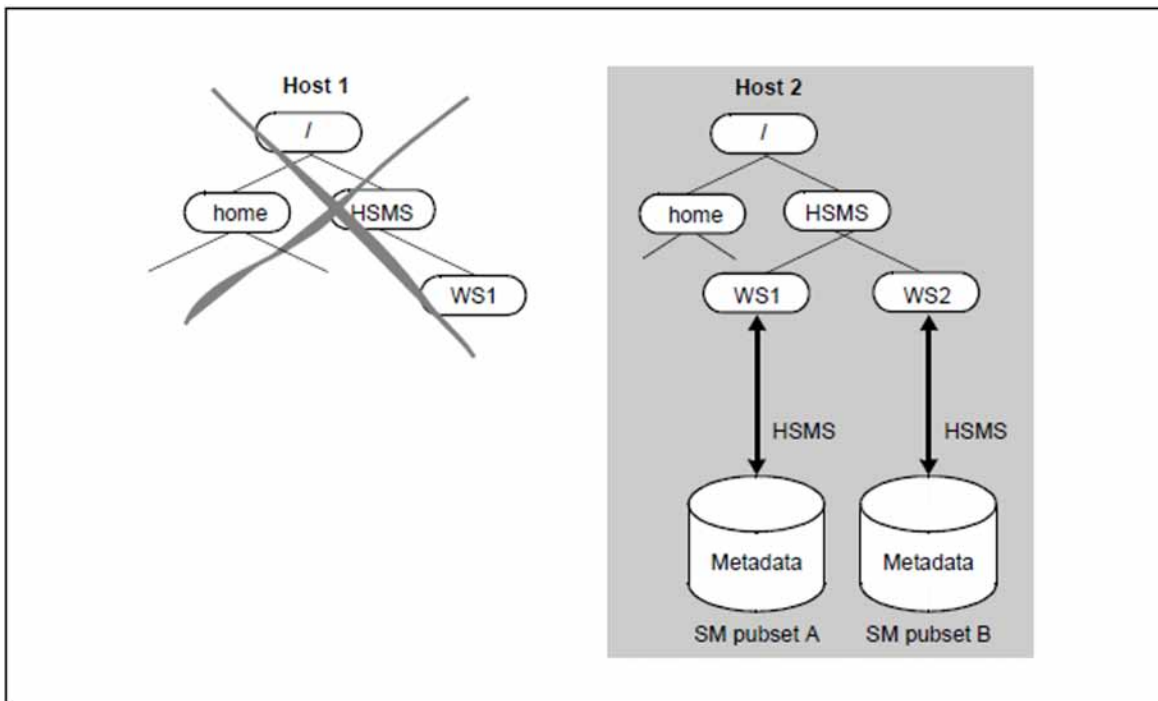 Host 1
/
home
HSMS
WS1
Host 2
/
home
HSMS
WS1
WS2
HSMS
HSMS
Metadata
Metadata
SM pubset A
SM pubset B